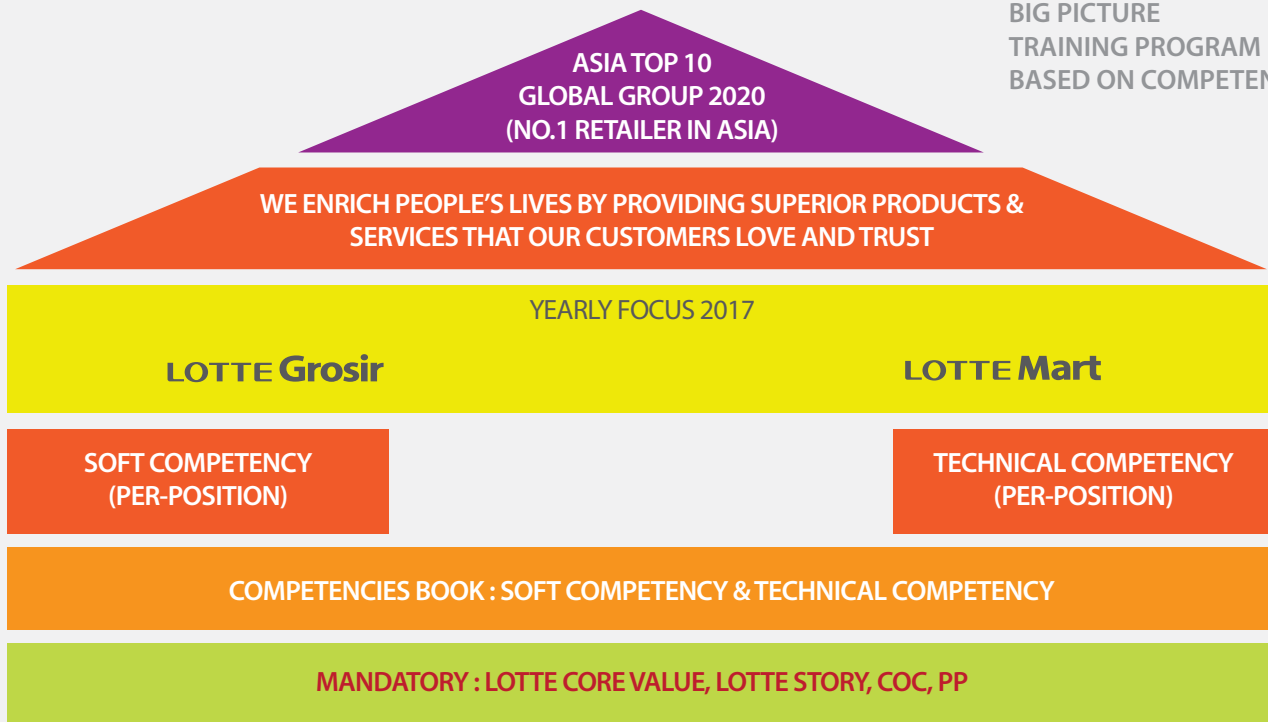 BIG PICTURE
TRAINING PROGRAM
BASED ON
ASIA TOP 10
GLOBAL GROUP 2020
(NO.1 RETAILER IN ASIA)
WE ENRICH PEOPLE'S LIVES BY PROVIDING SUPERIOR PRODUCTS &
SERVICES THAT OUR CUSTOMERS LOVE AND TRUST
YEARLY FOCUS 2017
LOTTE Grosir
LOTTE Mart
SOFT COMPETENCY
(PER-POSITION)
TECHNICAL COMPETENCY
(PER-POSITION)
COMPETENCIES BOOK : SOFT COMPETENCY & TECHNICAL COMPETENCY
MANDATORY : LOTTE CORE VALUE, LOTTE STORY, COC, PP